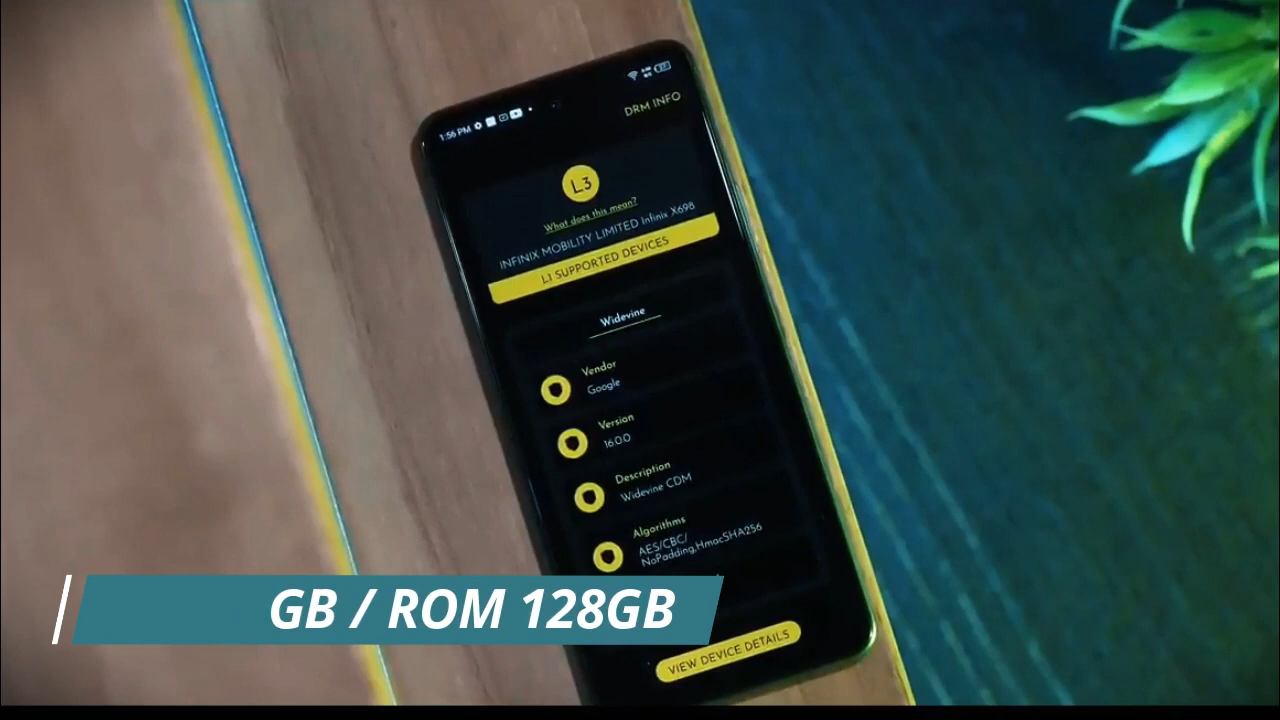 1:56 PM
DRM INFO
L3
What does this mean?
INFINIX MOBILITY LIMITED Infinix X698
L1 SUPPORTED DEVICES
Widevine
Vendor
Google
Version
16.0.0
Description
Widevine CDM
Algorithms
AES/CBC/
NoPadding,HmacSHA256
GB / ROM 128GB
VIEW DEVICE DETAILS